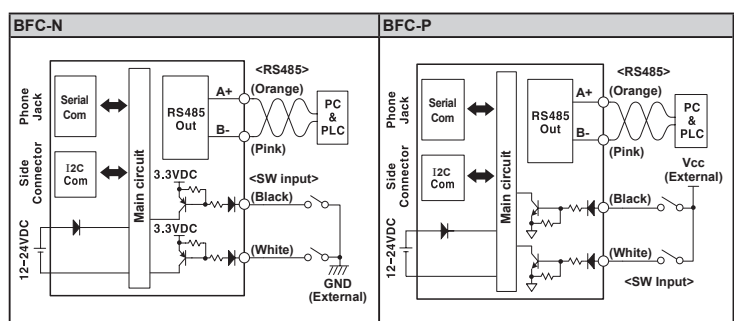 BFC-N
Phone Jack
Serial Com
Side Connector
I2C Com
Main circuit
12-24VDC
RS485 Out
A+
B-
<RS485>
(Orange)
(Pink)
PC & PLC
3.3VDC
<SW input>
(Black)
3.3VDC
(White)
GND
(External)
BFC-P
Phone Jack
Serial Com
Side Connector
I2C Com
Main circuit
12-24VDC
RS485 Out
A+
B-
<RS485>
(Orange)
(Pink)
PC & PLC
Vcc
(External)
(Black)
(White)
<SW Input>